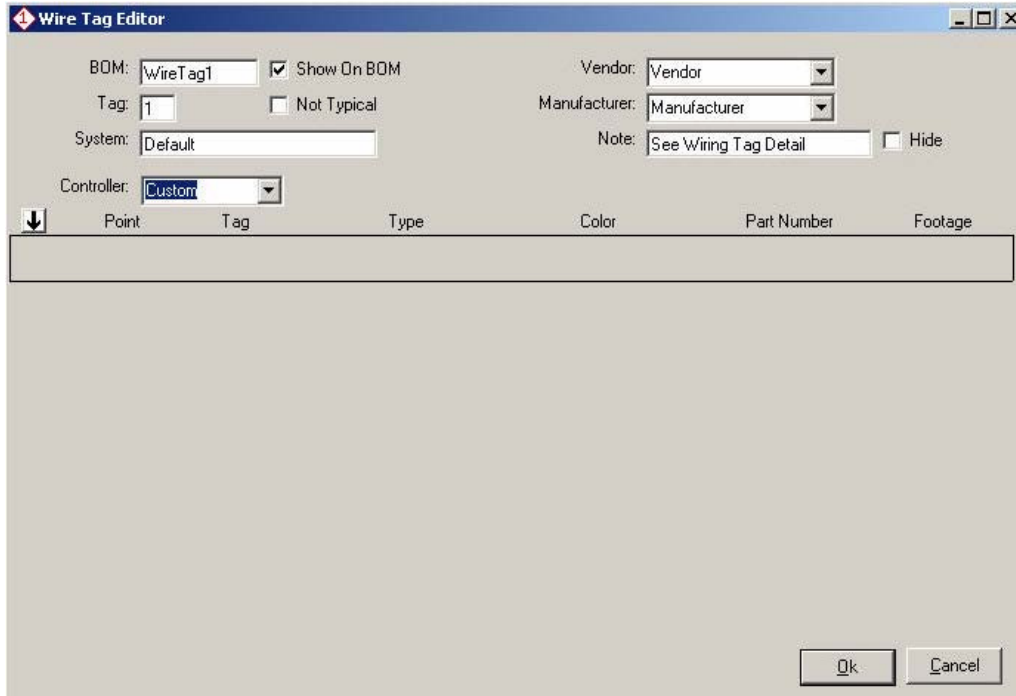 1 Wire Tag Editor
BOM: WireTag1 Show On BOM Vendor: Vendor
Tag: 1 Not Typical Manufacturer: Manufacturer
System: Default Note: See Wiring Tag Detail Hide
Controller: Custom
Point Tag Type Color Part Number Footage
Ok Cancel